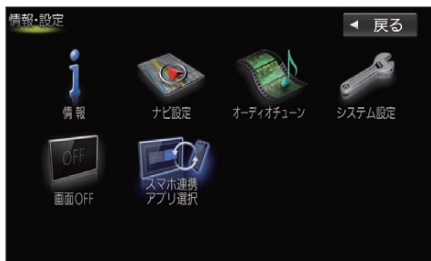 情報・設定
戻る
情報
ナビ設定
オーディオチューン
システム設定
OFF
画面OFF
スマホ連携
アプリ選択